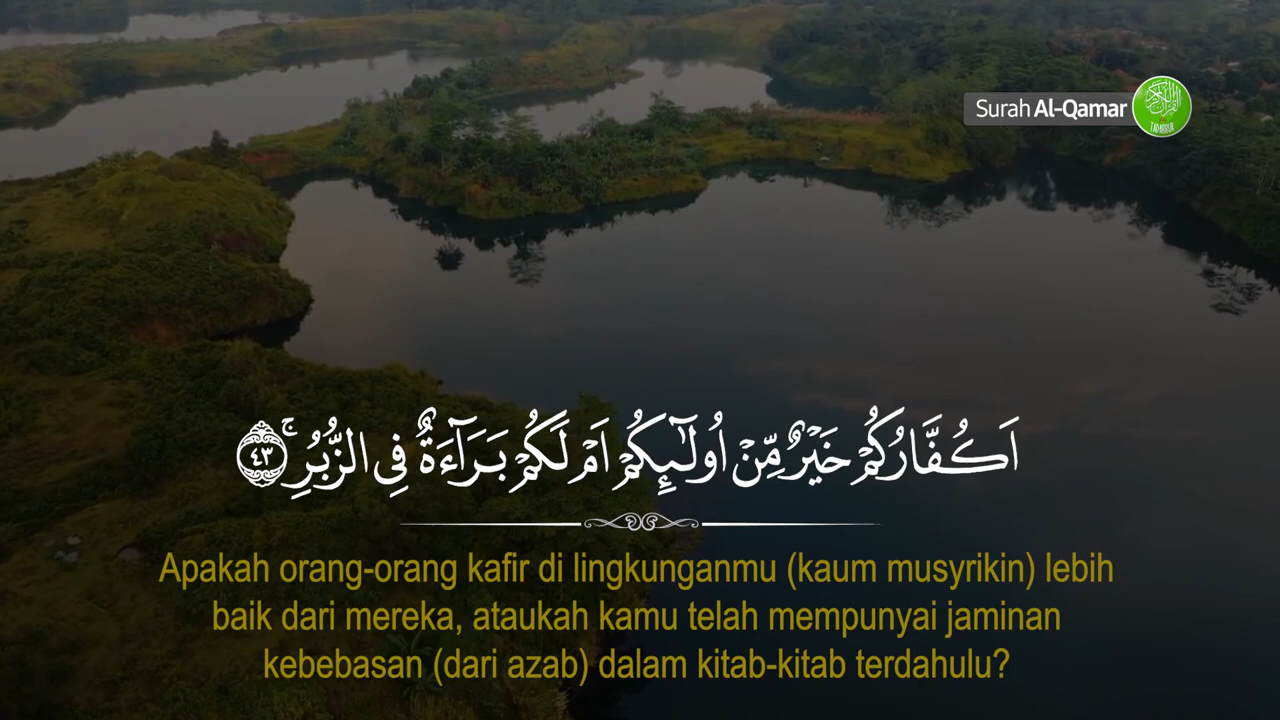 Surah Al-Qamar
اَكُفَّارُكُمْ خَيْرٌ مِّنْ اُولٰۤىِٕكُمْ اَمْ لَكُمْ بَرَاۤءَةٌ فِى الزُّبُرِۚ ٤٣
Apakah orang-orang kafir di lingkunganmu (kaum musyrikin) lebih
baik dari mereka, ataukah kamu telah mempunyai jaminan
kebebasan (dari azab) dalam kitab-kitab terdahulu?